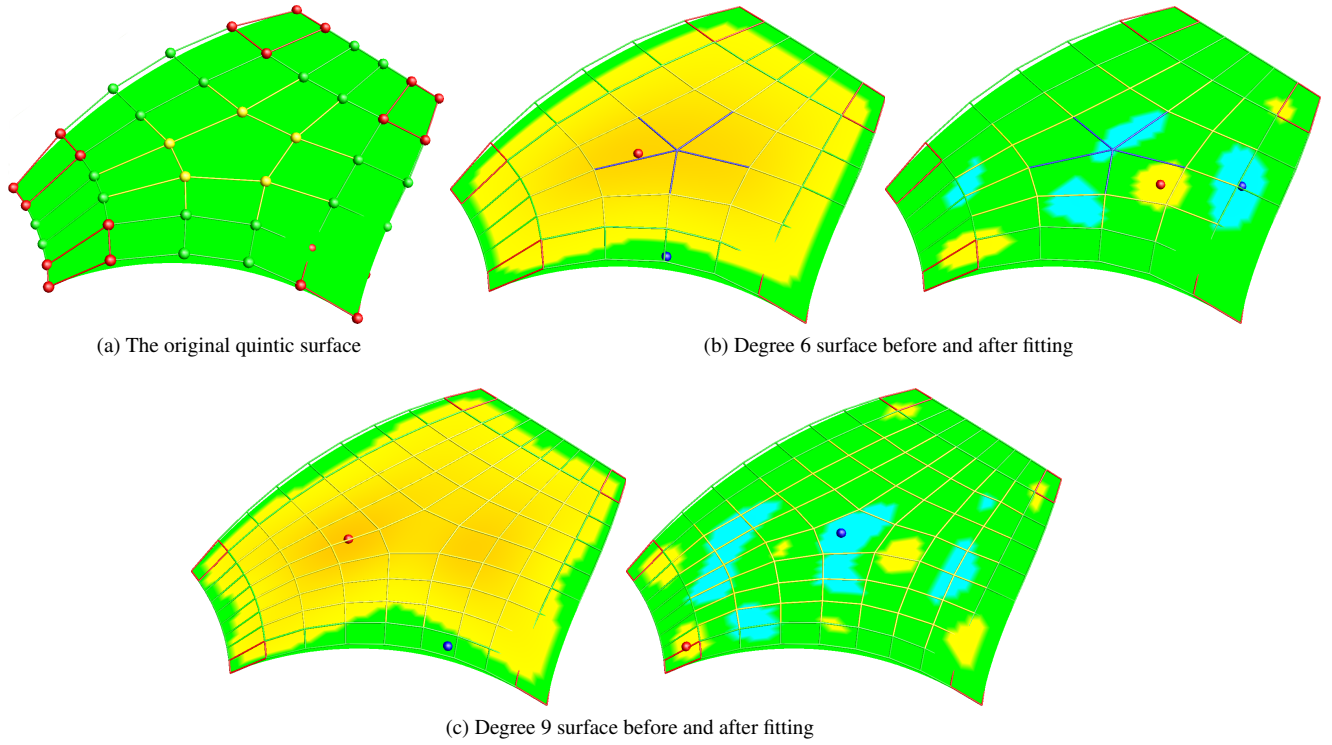 (a) The original quintic surface
(b) Degree 6 surface before and after fitting
(c) Degree 9 surface before and after fitting